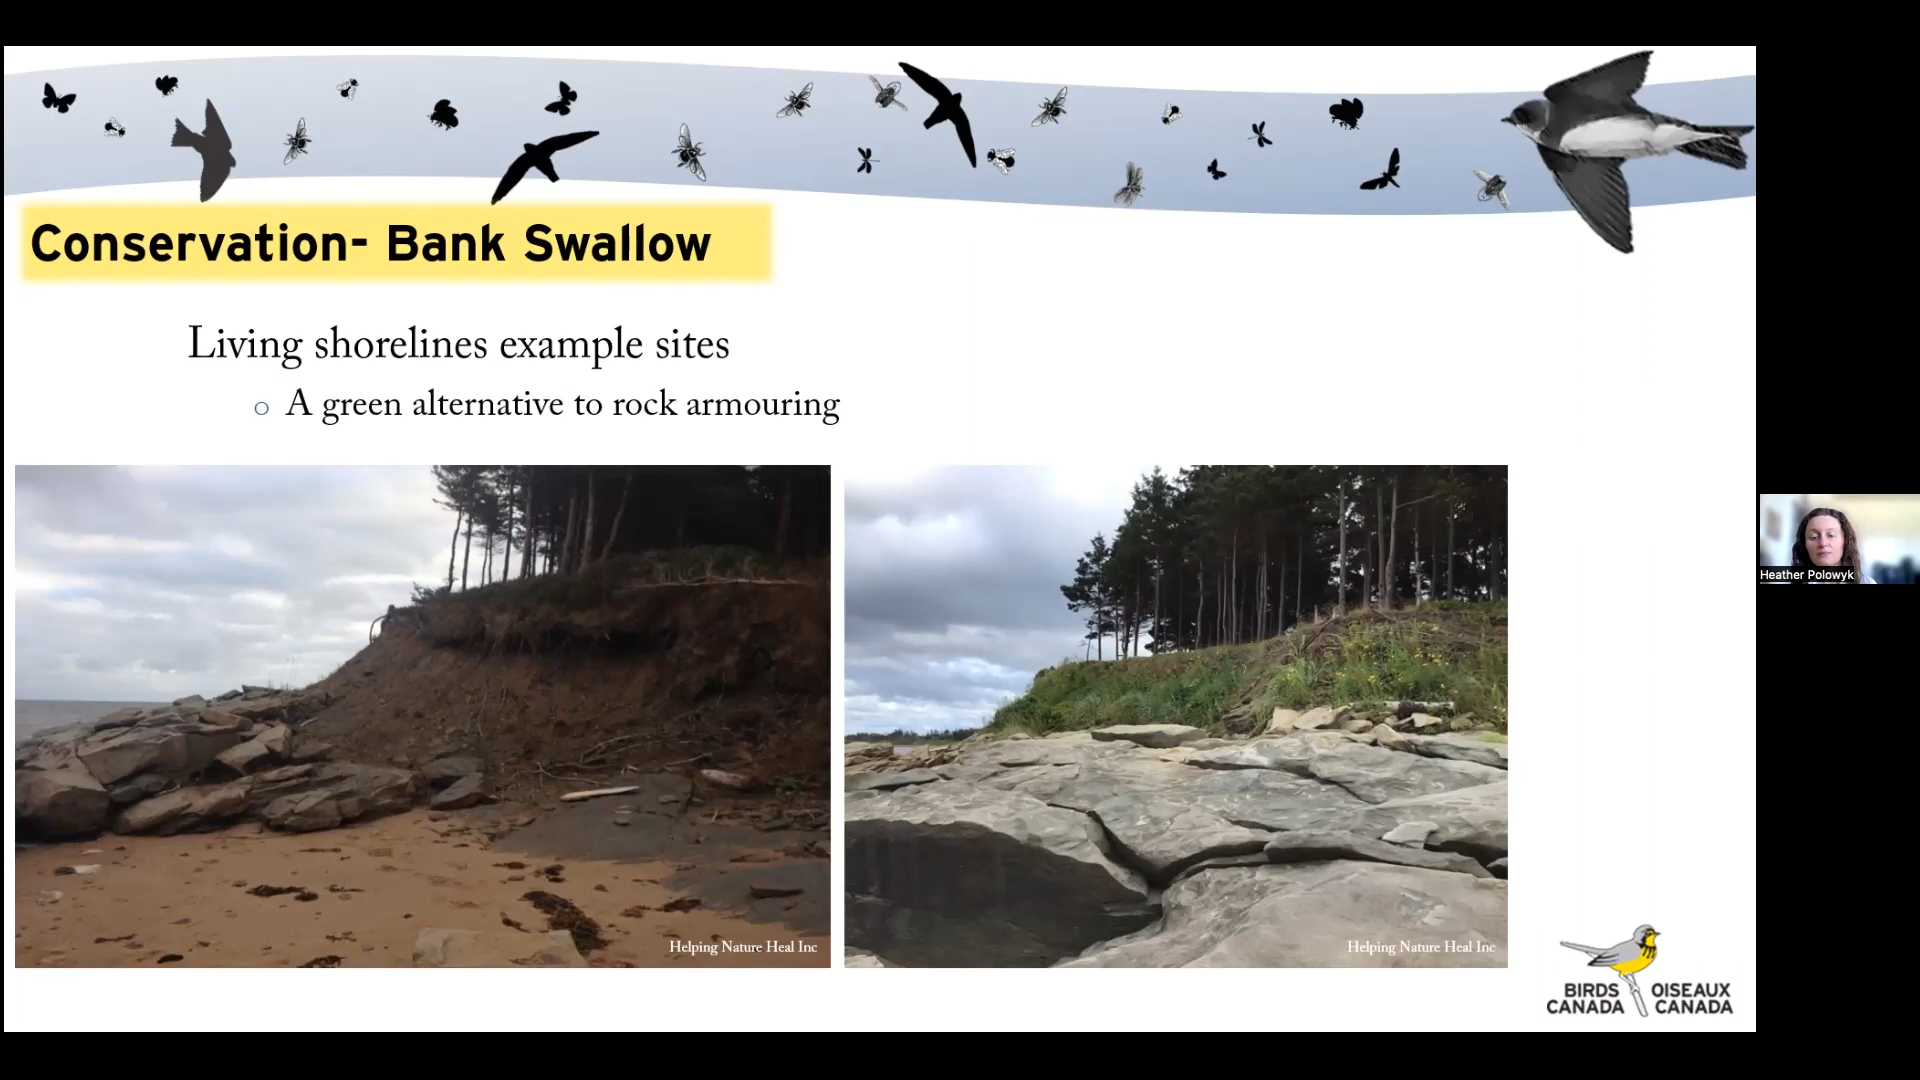 Conservation- Bank Swallow
Living shorelines example sites
A green alternative to rock armouring
Helping Nature Heal Inc
Helping Nature Heal Inc
Heather Polowyk
BIRDS CANADA
OISEAUX CANADA